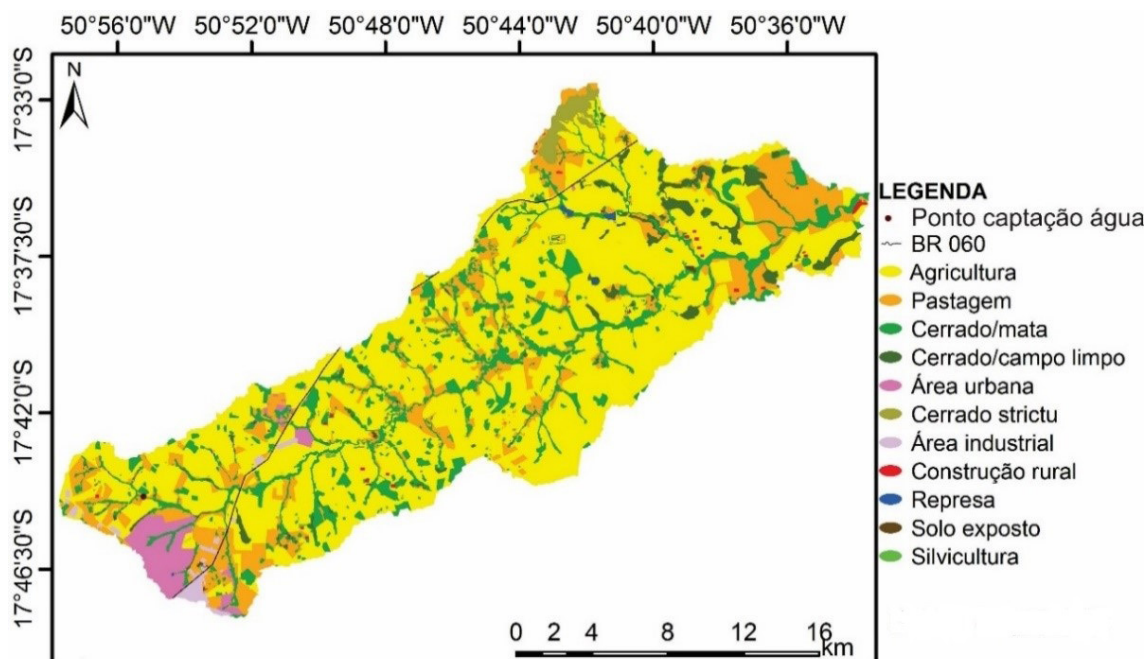 50°56'0"W 50°52'0"W 50°48'0"W 50°44'0"W 50°40'0"W 50°36'0"W
N
17°33'0"S
17°37'30"S
17°42'0"S
17°46'30"S
LEGENDA
Ponto captação água
BR 060
Agricultura
Pastagem
Cerrado/mata
Cerrado/campo limpo
Área urbana
Cerrado strictu
Área industrial
Construção rural
Represa
Solo exposto
Silvicultura
0 2 4 8 12 16
km